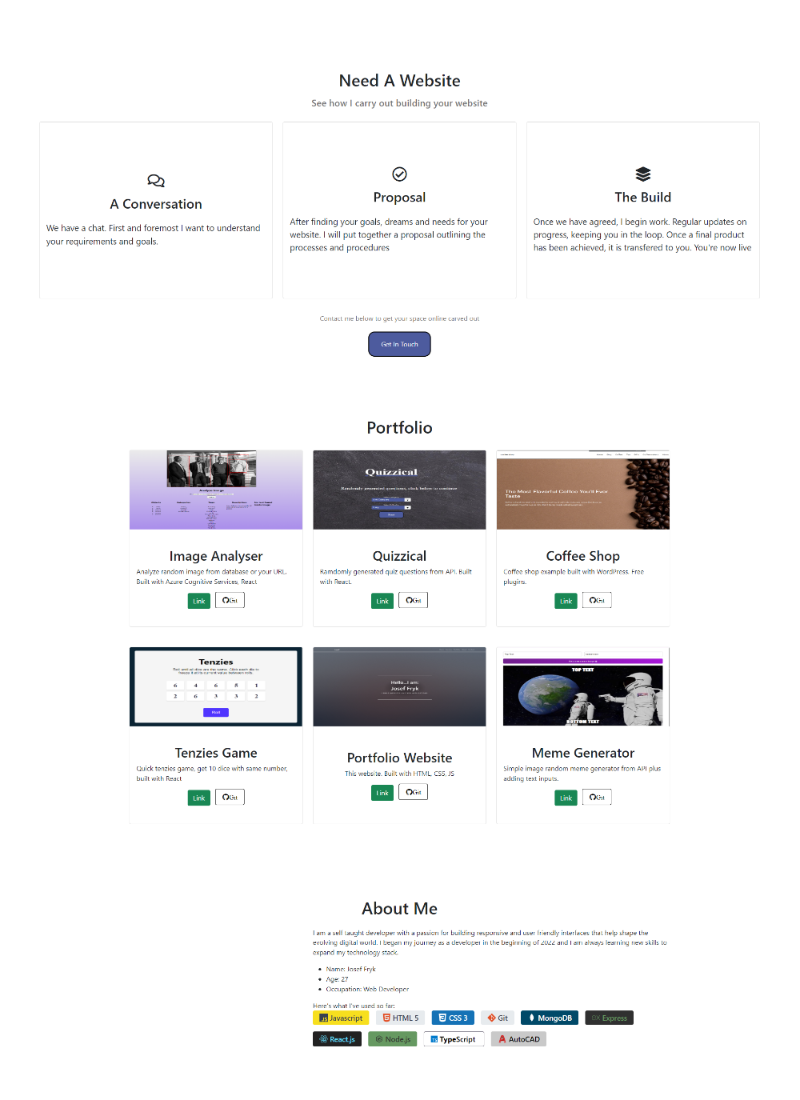 Need A Website
See how I carry out building your website
A Conversation
We have a chat. First and foremost I want to understand
your requirements and goals.
Proposal
After finding your goals, dreams and needs for your
website. I will put together a proposal outlining the
processes and procedures
The Build
Once we have agreed, I begin work. Regular updates on
progress, keeping you in the loop. Once a final product
has been achieved, it is transfered to you. You're now live
Contact me below to get your space online carved out
Get In Touch
Portfolio
Image Analyser
Analyze random image from database or your URL.
Built with Azure Cognitive Services, React
Link
Git
Quizzical
Randomly generated quiz questions, click below to continue
Quizzical
Ramdomly generated quiz questions from API. Built
with React.
Link
Git
The Most Flavorful Coffee You'll Ever
Taste
Coffee Shop
Coffee shop example built with WordPress. Free
plugins.
Link
Git
Tenzies
6 4 6 5 1
2 6 3 3 2
Roll
Tenzies Game
Quick tenzies game, get 10 dice with same number,
built with React
Link
Git
Hello...I am
Josef Fryk
Portfolio Website
This website. Built with HTML, CSS, JS
Link
Git
TOP TEXT
BOTTOM TEXT
Meme Generator
Simple image random meme generator from API plus
adding text inputs.
Link
Git
About Me
I am a self taught developer with a passion for building responsive and user friendly interfaces that help shape the
evolving digital world. I began my journey as a developer in the beginning of 2022 and I am always learning new skills to
expand my technology stack.
Name: Josef Fryk
Age: 27
Occupation: Web Developer
Here's what I've used so far:
Javascript HTML 5 CSS 3 Git MongoDB Express
React.js Node.js TypeScript AutoCAD